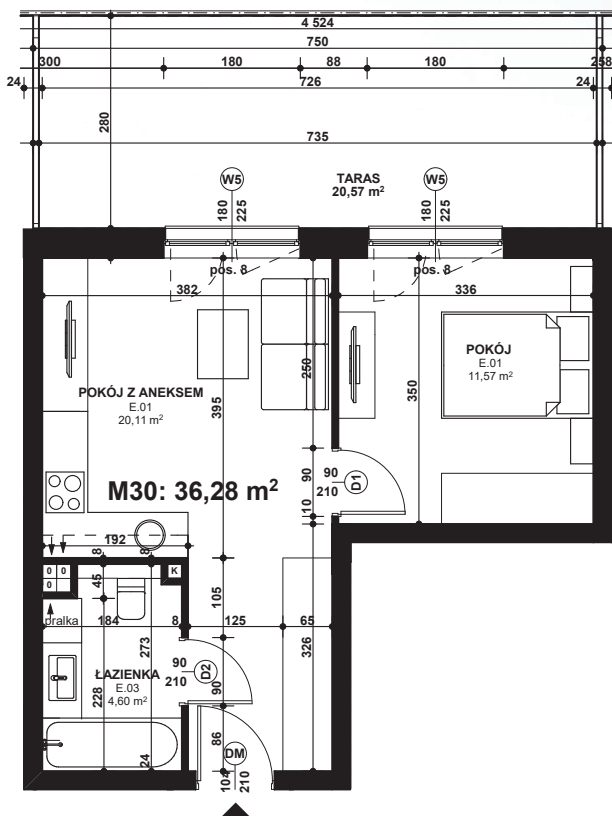 4 524
750
300
180
88
180
258
24
726
24
280
735
W5
TARAS
20,57 m²
W5
180
225
180
225
pos. 8
pos. 8
382
336
POKÓJ
E.01
11,57 m²
250
350
POKÓJ Z ANEKSEM
E.01
20,11 m²
395
M30: 36,28 m²
90
90
210
D1
10
192
8
8
0
0
0
45
K
105
pralka
184
8
125
65
273
326
ŁAZIENKA
E.03
4,60 m²
90
210
D2
228
90
86
24
DM
104
210